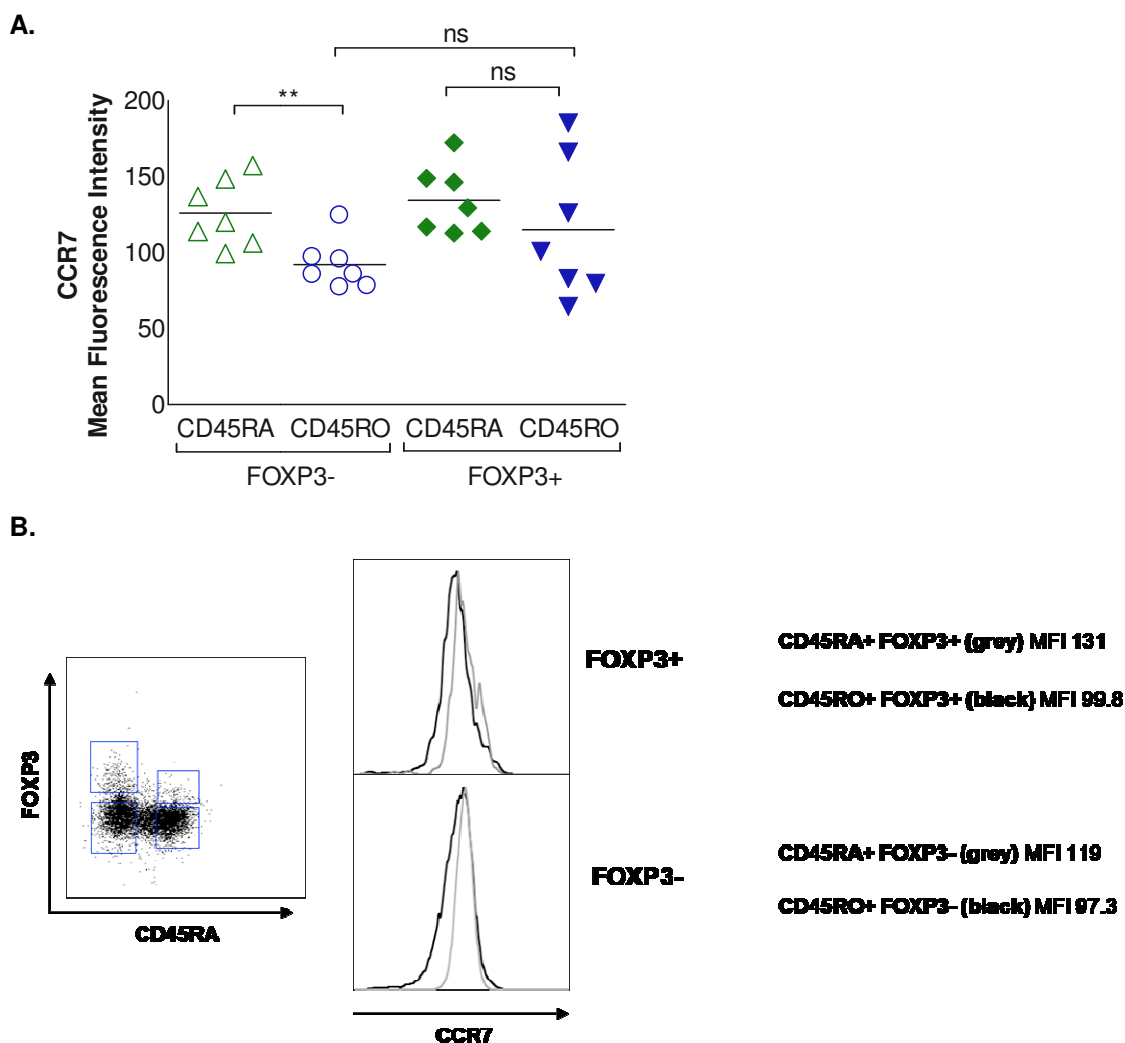 A.
ns
ns
**
200
150
100
50
0
CCR7
Mean Fluorescence Intensity
CD45RA CD45RO CD45RA CD45RO
FOXP3- FOXP3+
B.
FOXP3+
CD45RA+ FOXP3+ (grey) MFI 131
CD45RO+ FOXP3+ (black) MFI 99.8
FOXP3
FOXP3-
CD45RA+ FOXP3- (grey) MFI 119
CD45RO+ FOXP3- (black) MFI 97.3
CD45RA
CCR7